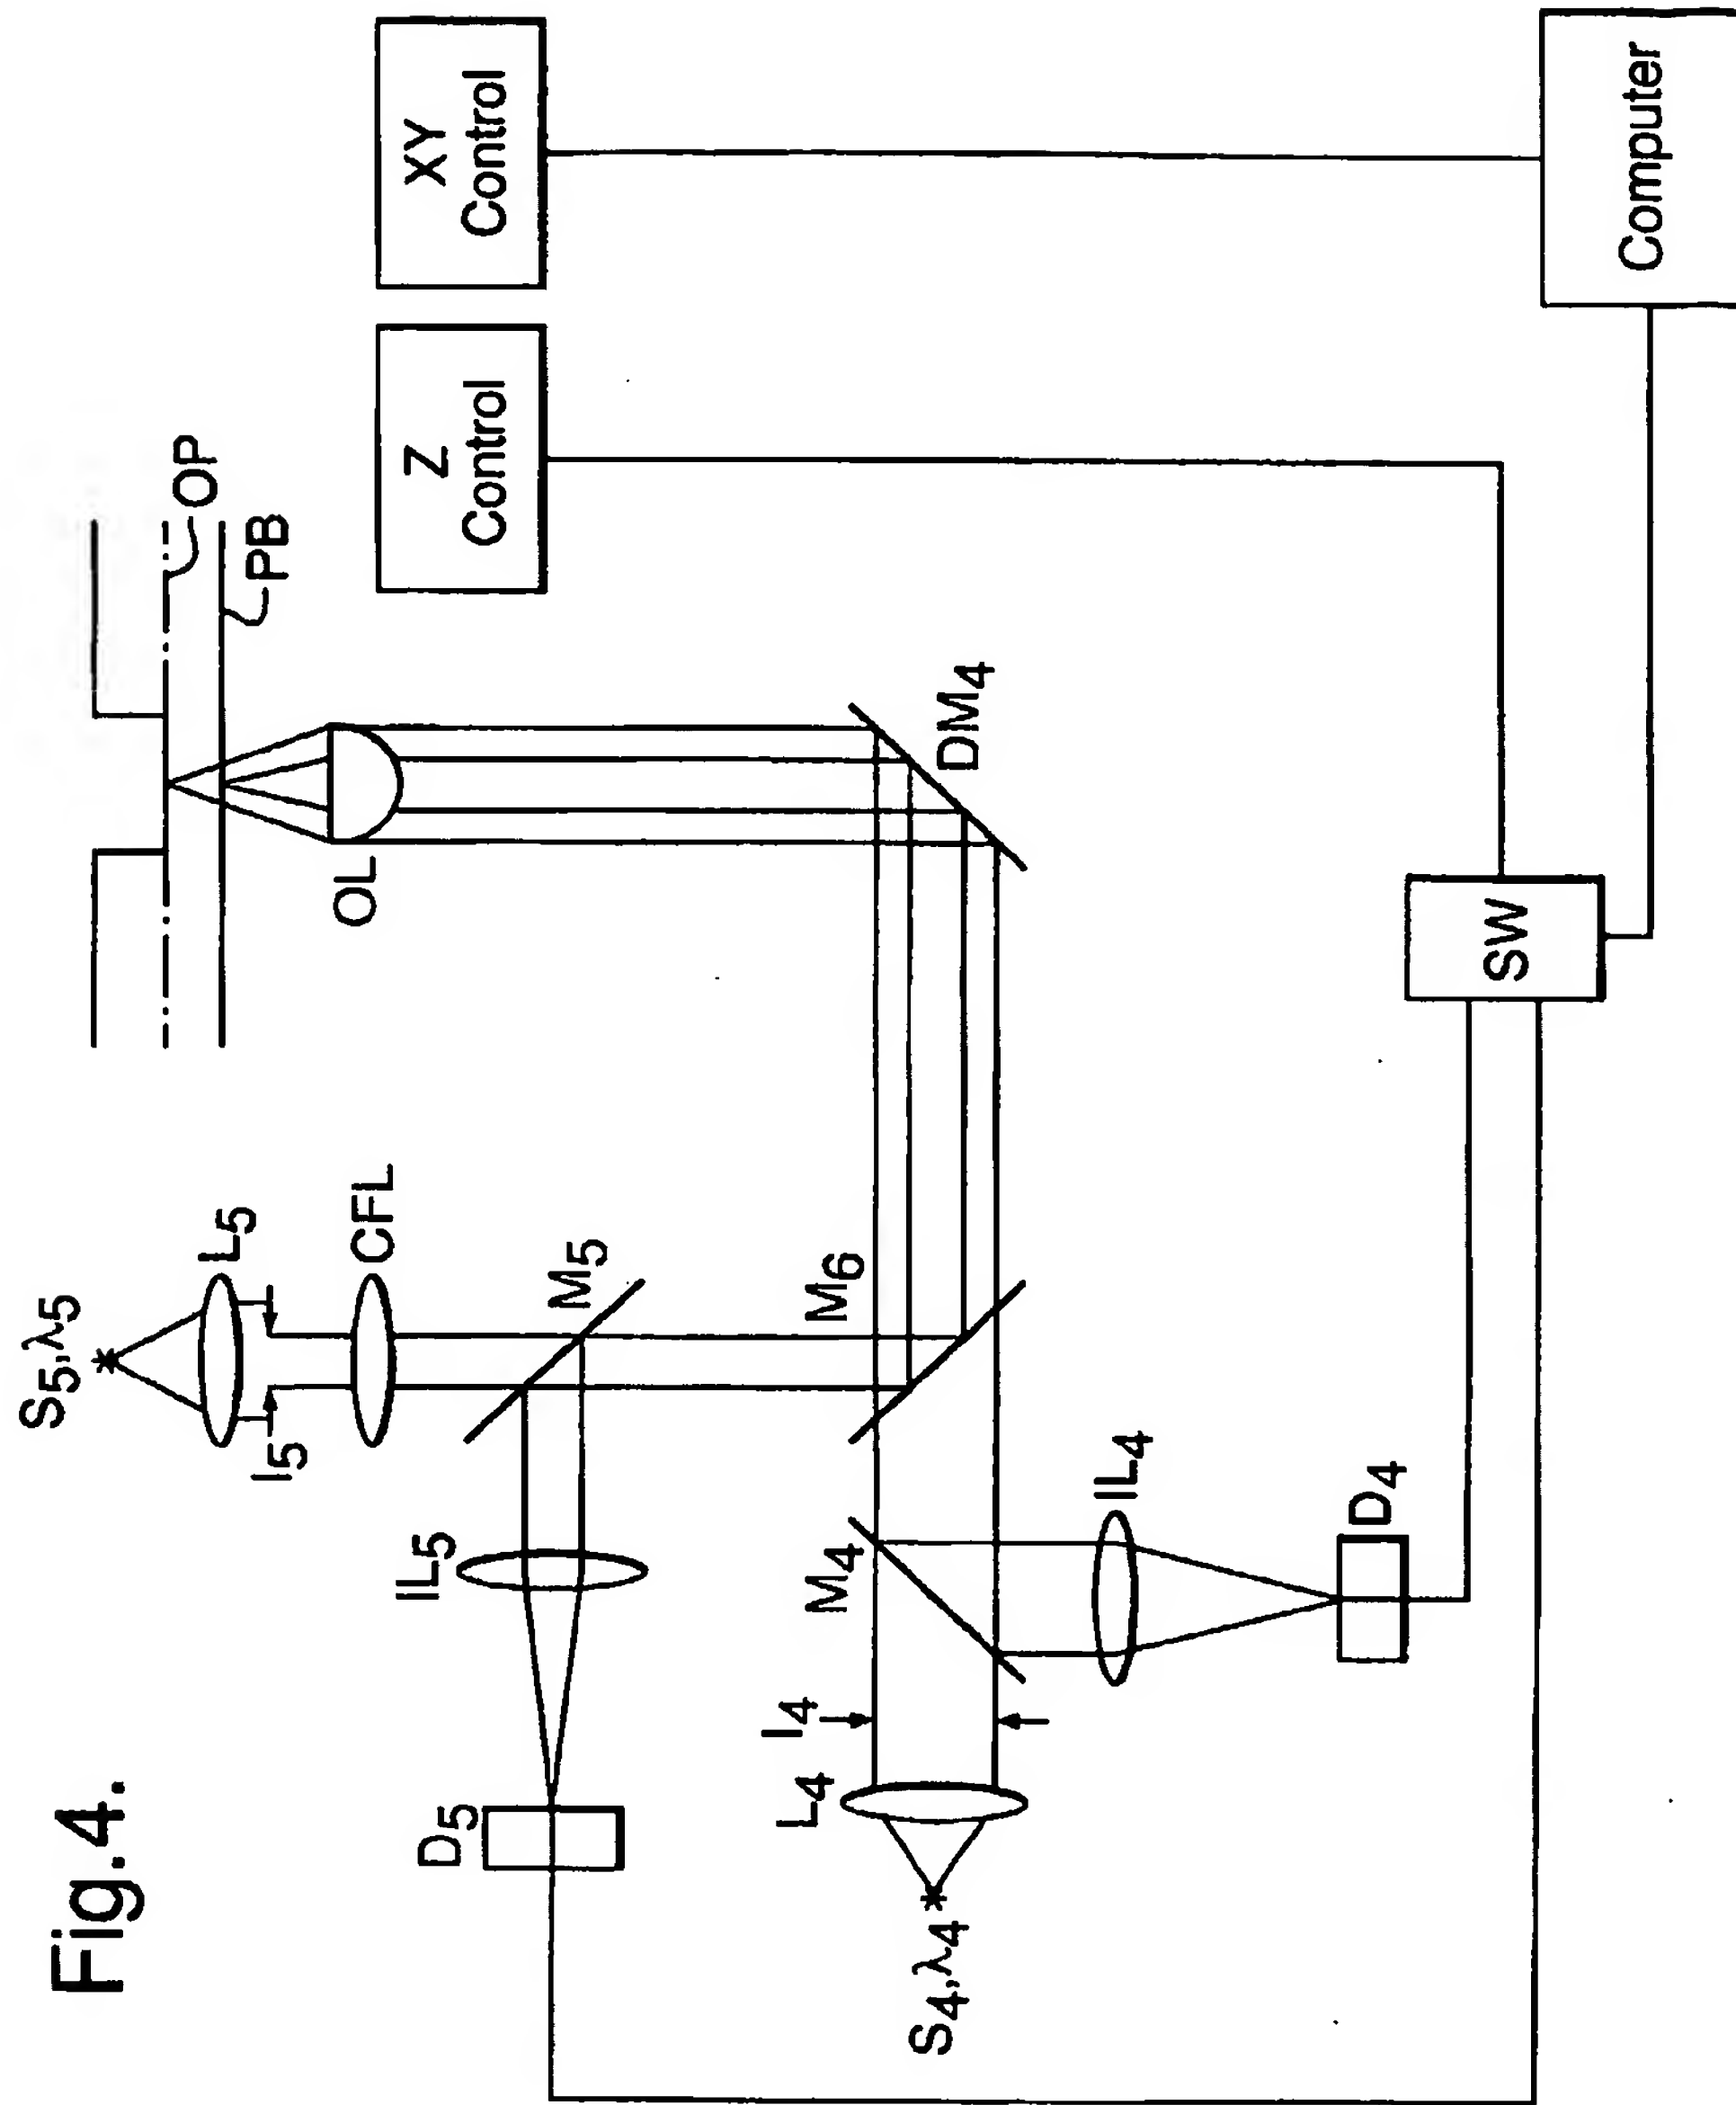 Fig.4.
S5,λ5
L5
I5
CFL
M5
IL5
D5
M6
M4
I4
L4
S4,λ4
IL4
D4
OP
PB
OL
DM4
Z
Control
XY
Control
SW
Computer